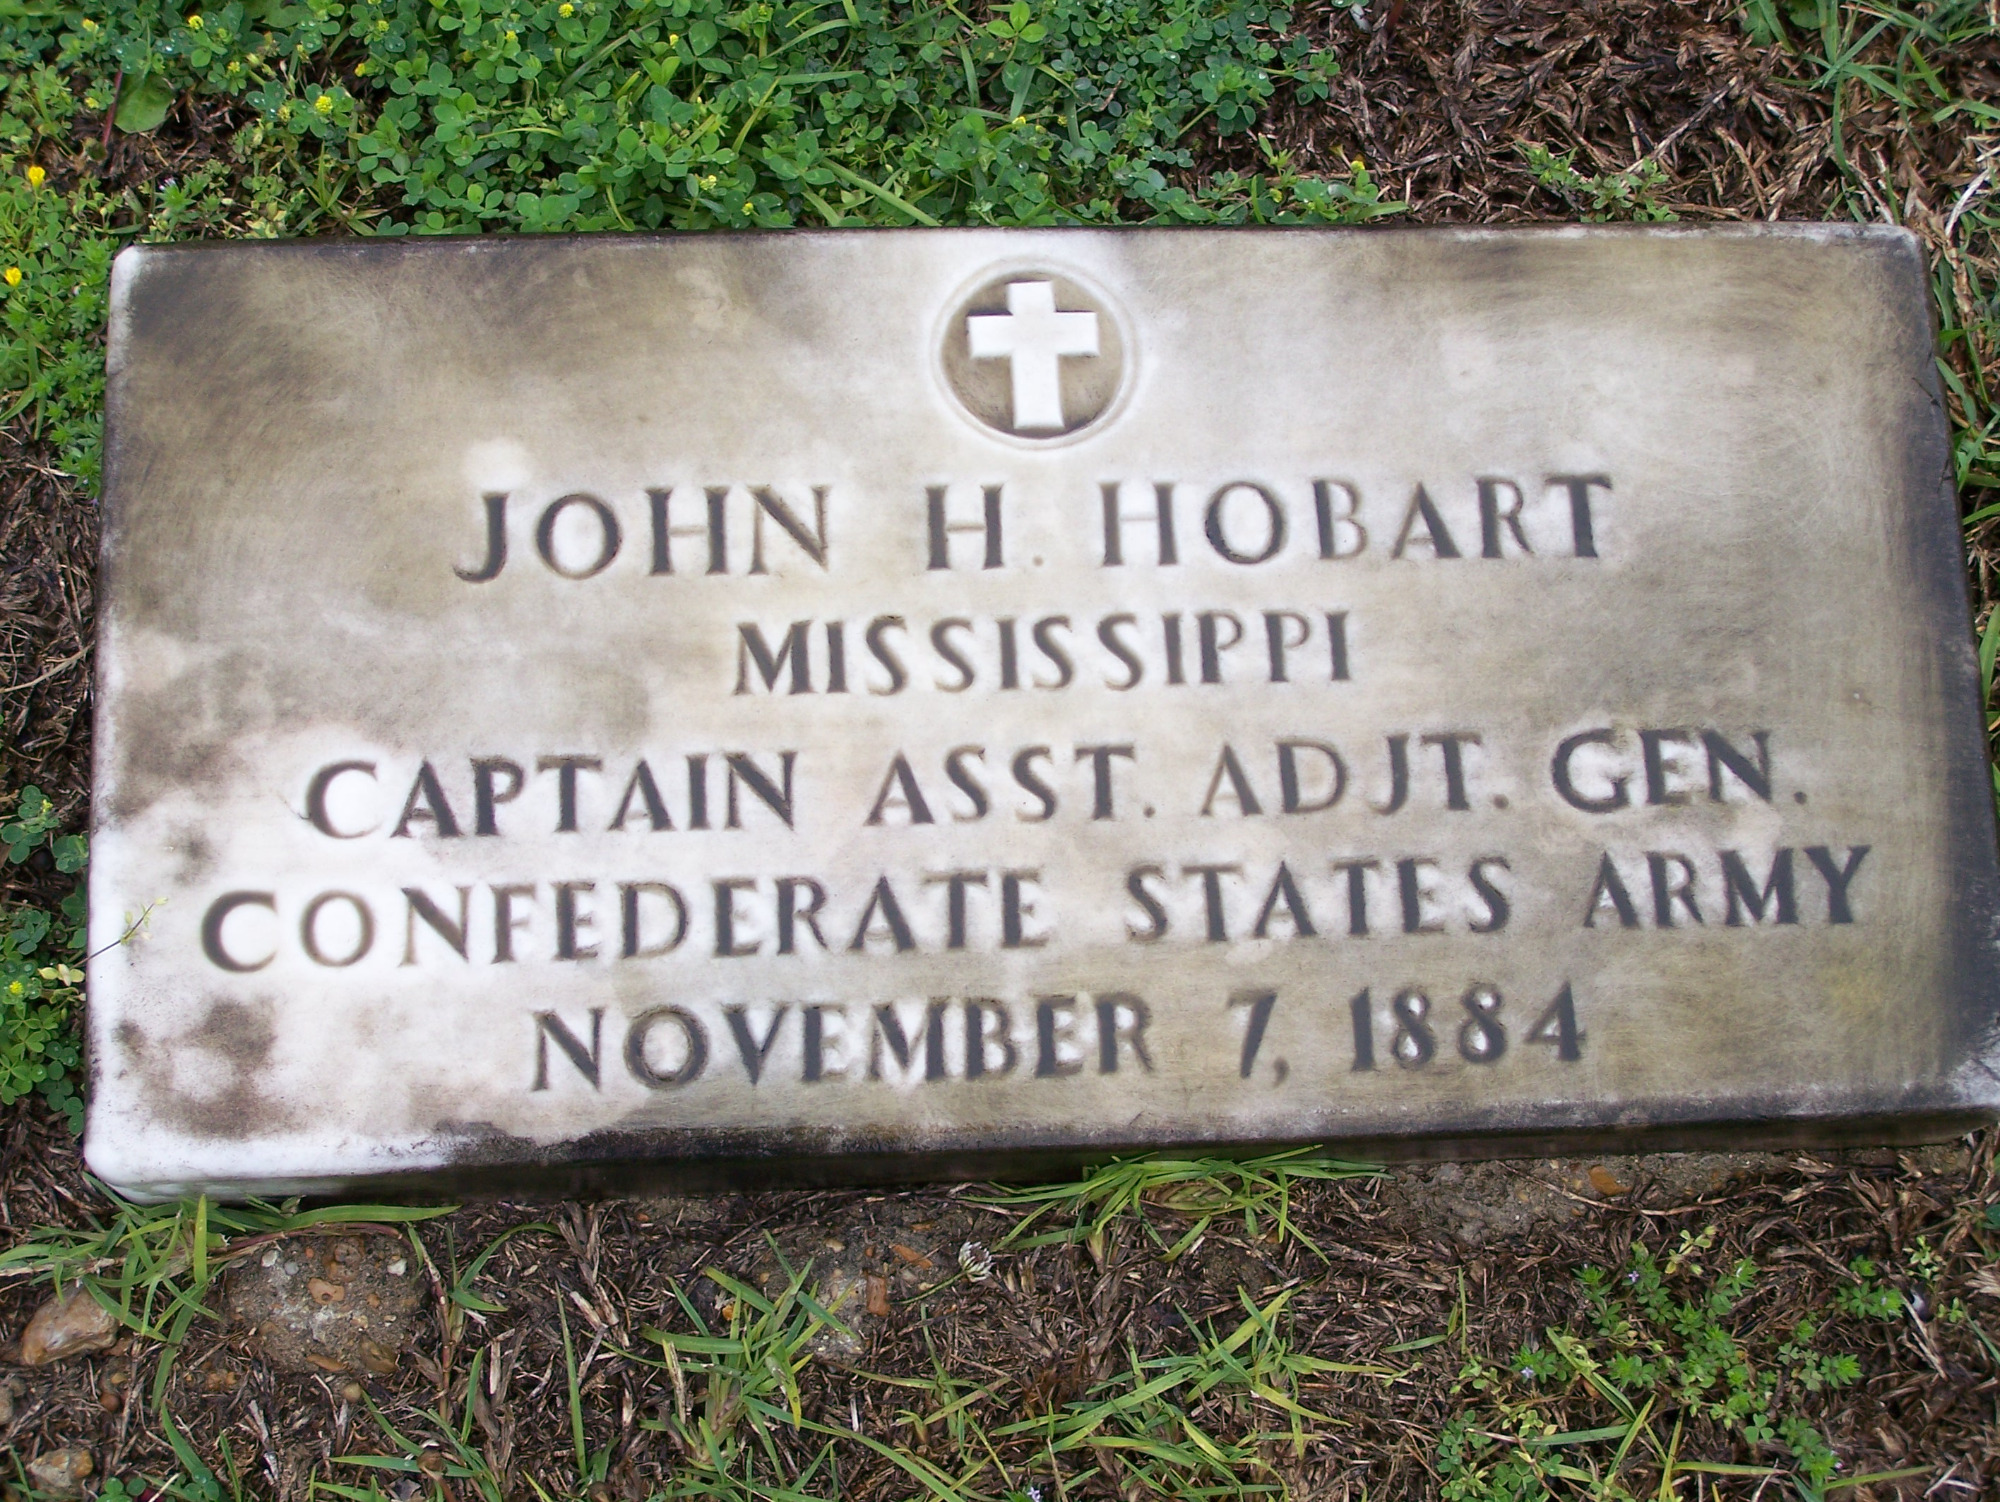 JOHN H. HOBART
MISSISSIPPI
CAPTAIN ASST. ADJT. GEN.
CONFEDERATE STATES ARMY
NOVEMBER 7, 1884